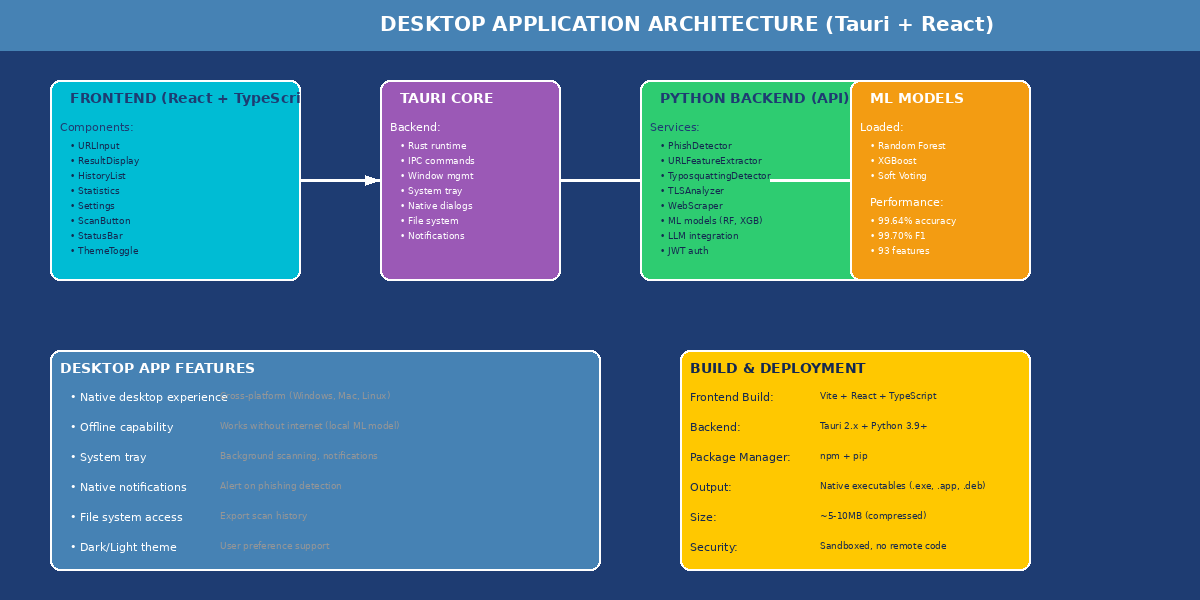 DESKTOP APPLICATION ARCHITECTURE (Tauri + React)
FRONTEND (React + TypeScri
Components:
• URLInput
• ResultDisplay
• HistoryList
• Statistics
• Settings
• ScanButton
• StatusBar
• ThemeToggle
TAURI CORE
Backend:
• Rust runtime
• IPC commands
• Window mgmt
• System tray
• Native dialogs
• File system
• Notifications
PYTHON BACKEND (API)
Services:
• PhishDetector
• URLFeatureExtractor
• TyposquattingDetector
• TLSAnalyzer
• WebScraper
• ML models (RF, XGB)
• LLM integration
• JWT auth
ML MODELS
Loaded:
• Random Forest
• XGBoost
• Soft Voting
Performance:
• 99.64% accuracy
• 99.70% F1
• 93 features
DESKTOP APP FEATURES
• Native desktop experience Cross-platform (Windows, Mac, Linux)
• Offline capability Works without internet (local ML model)
• System tray Background scanning, notifications
• Native notifications Alert on phishing detection
• File system access Export scan history
• Dark/Light theme User preference support
BUILD & DEPLOYMENT
Frontend Build: Vite + React + TypeScript
Backend: Tauri 2.x + Python 3.9+
Package Manager: npm + pip
Output: Native executables (.exe, .app, .deb)
Size: ~5-10MB (compressed)
Security: Sandboxed, no remote code